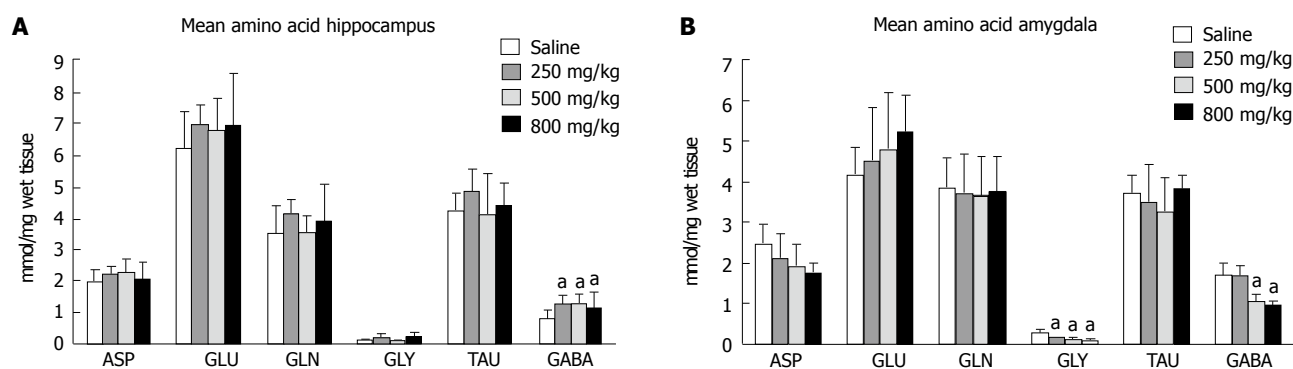 A
Mean amino acid hippocampus
Saline
250 mg/kg
500 mg/kg
800 mg/kg
mmol/mg wet tissue
9
8
7
6
5
4
3
2
1
0
a a a
ASP GLU GLN GLY TAU GABA
B
Mean amino acid amygdala
Saline
250 mg/kg
500 mg/kg
800 mg/kg
mmol/mg wet tissue
7
6
5
4
3
2
1
0
a a a
a a
ASP GLU GLN GLY TAU GABA